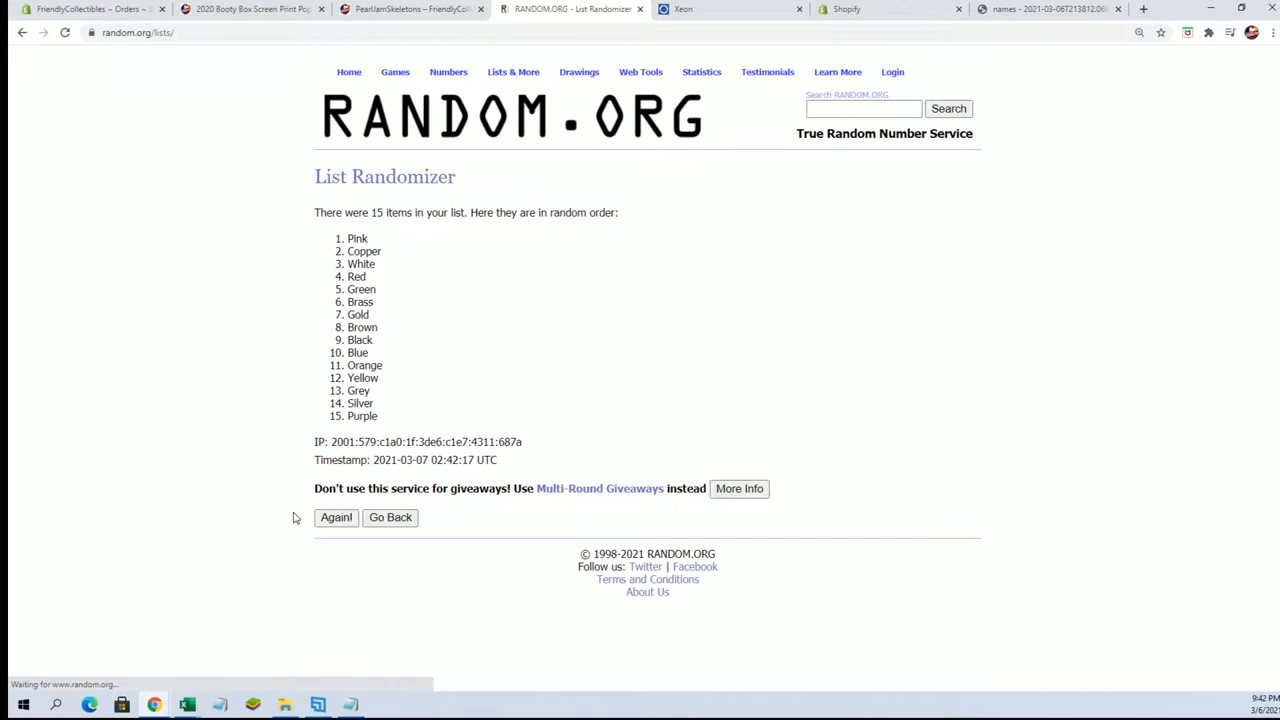 FriendlyCollectibles ~ Orders ~ S
2020 Booty Box Screen Print Pop
PearlJamSkeletons – FriendlyColl
RANDOM.ORG - List Randomizer
Xeon
Shopify
names - 2021-03-06T213812.06
random.org/lists/
Home Games Numbers Lists & More Drawings Web Tools Statistics Testimonials Learn More Login
Search RANDOM.ORG
RANDOM.ORG
Search
True Random Number Service
List Randomizer
There were 15 items in your list. Here they are in random order:
1. Pink
2. Copper
3. White
4. Red
5. Green
6. Brass
7. Gold
8. Brown
9. Black
10. Blue
11. Orange
12. Yellow
13. Grey
14. Silver
15. Purple
IP: 2001:579:c1a0:1f:3de6:c1e7:4311:687a
Timestamp: 2021-03-07 02:42:17 UTC
Don't use this service for giveaways! Use Multi-Round Giveaways instead More Info
Again! Go Back
© 1998-2021 RANDOM.ORG
Follow us: Twitter | Facebook
Terms and Conditions
About Us
Waiting for www.random.org...
9:42 PM
3/6/2021